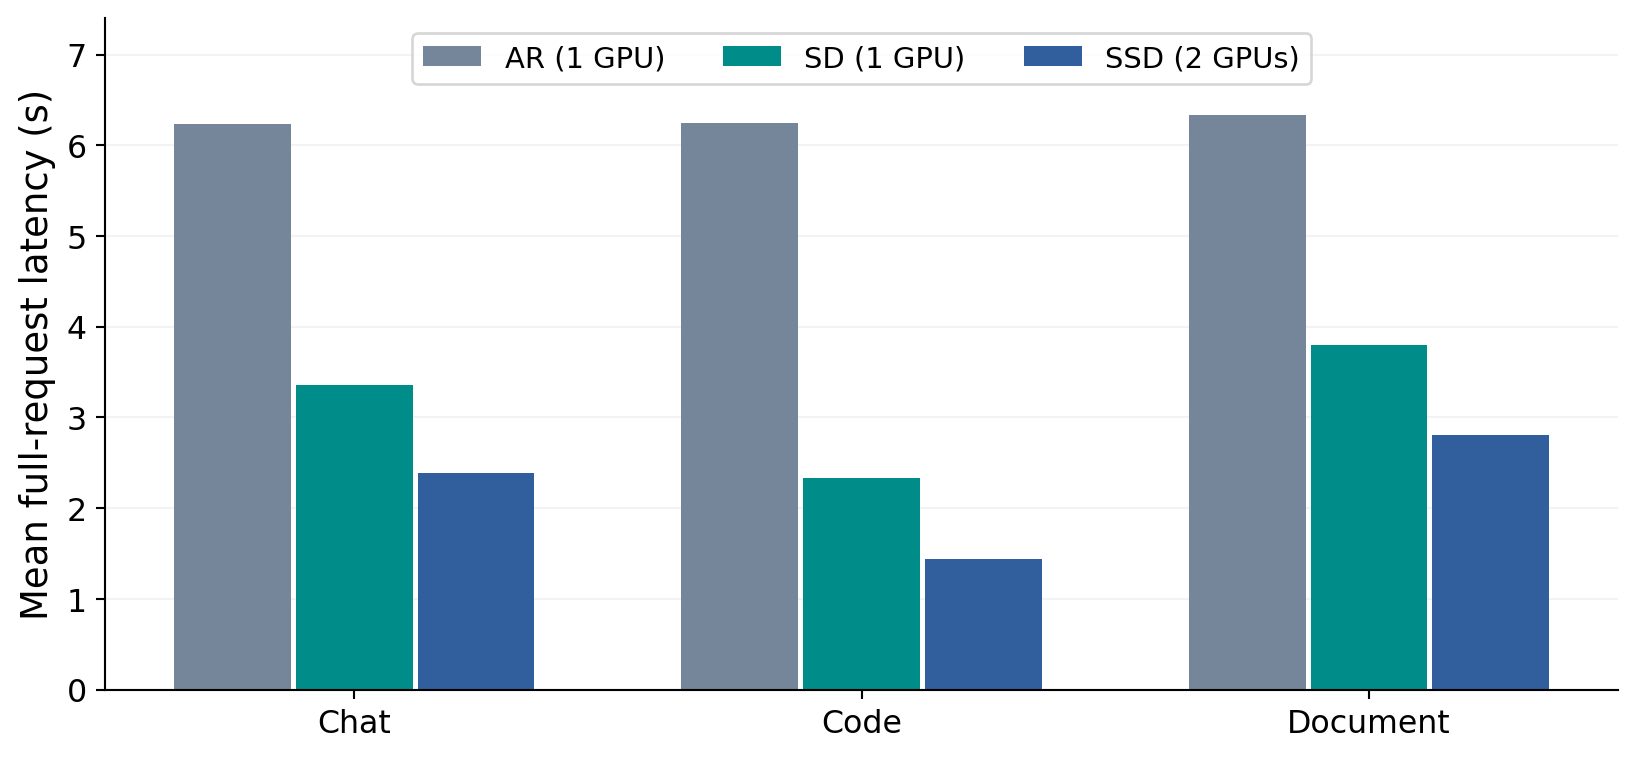 Mean full-request latency (s)
7
6
5
4
3
2
1
0
AR (1 GPU) SD (1 GPU) SSD (2 GPUs)
Chat Code Document